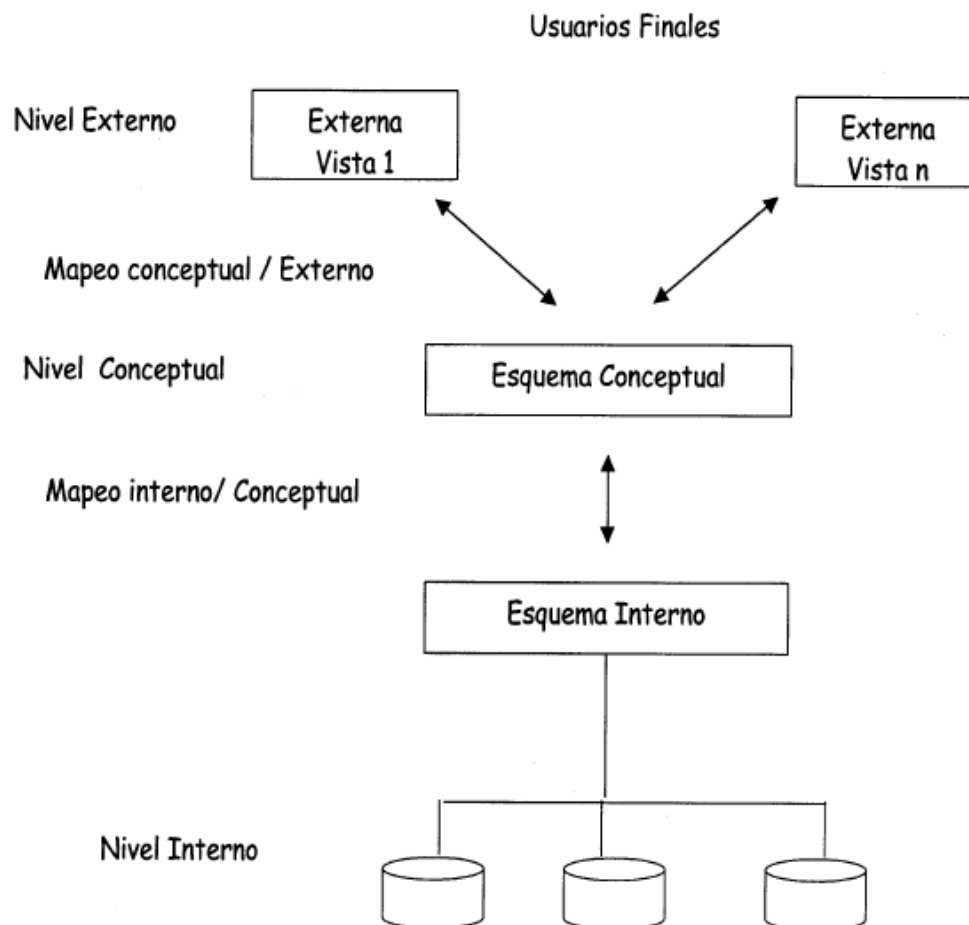 Usuarios Finales
Nivel Externo
Externa
Vista 1
Externa
Vista n
Mapeo conceptual / Externo
Nivel Conceptual
Esquema Conceptual
Mapeo interno/ Conceptual
Esquema Interno
Nivel Interno